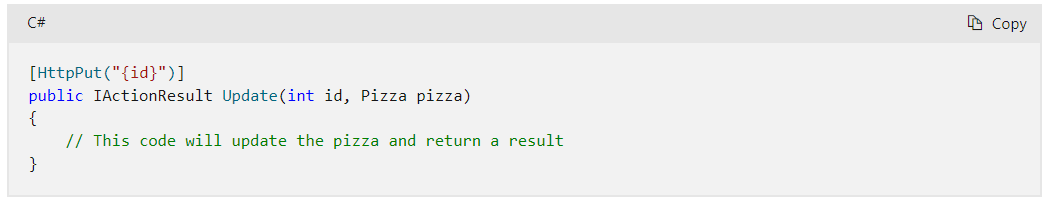 C#
Copy
[HttpPut("{id}")]
public IActionResult Update(int id, Pizza pizza)
{
    // This code will update the pizza and return a result
}